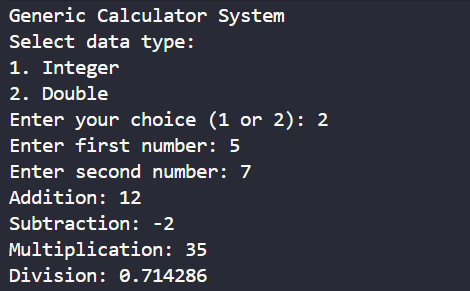 Generic Calculator System
Select data type:
1. Integer
2. Double
Enter your choice (1 or 2): 2
Enter first number: 5
Enter second number: 7
Addition: 12
Subtraction: -2
Multiplication: 35
Division: 0.714286